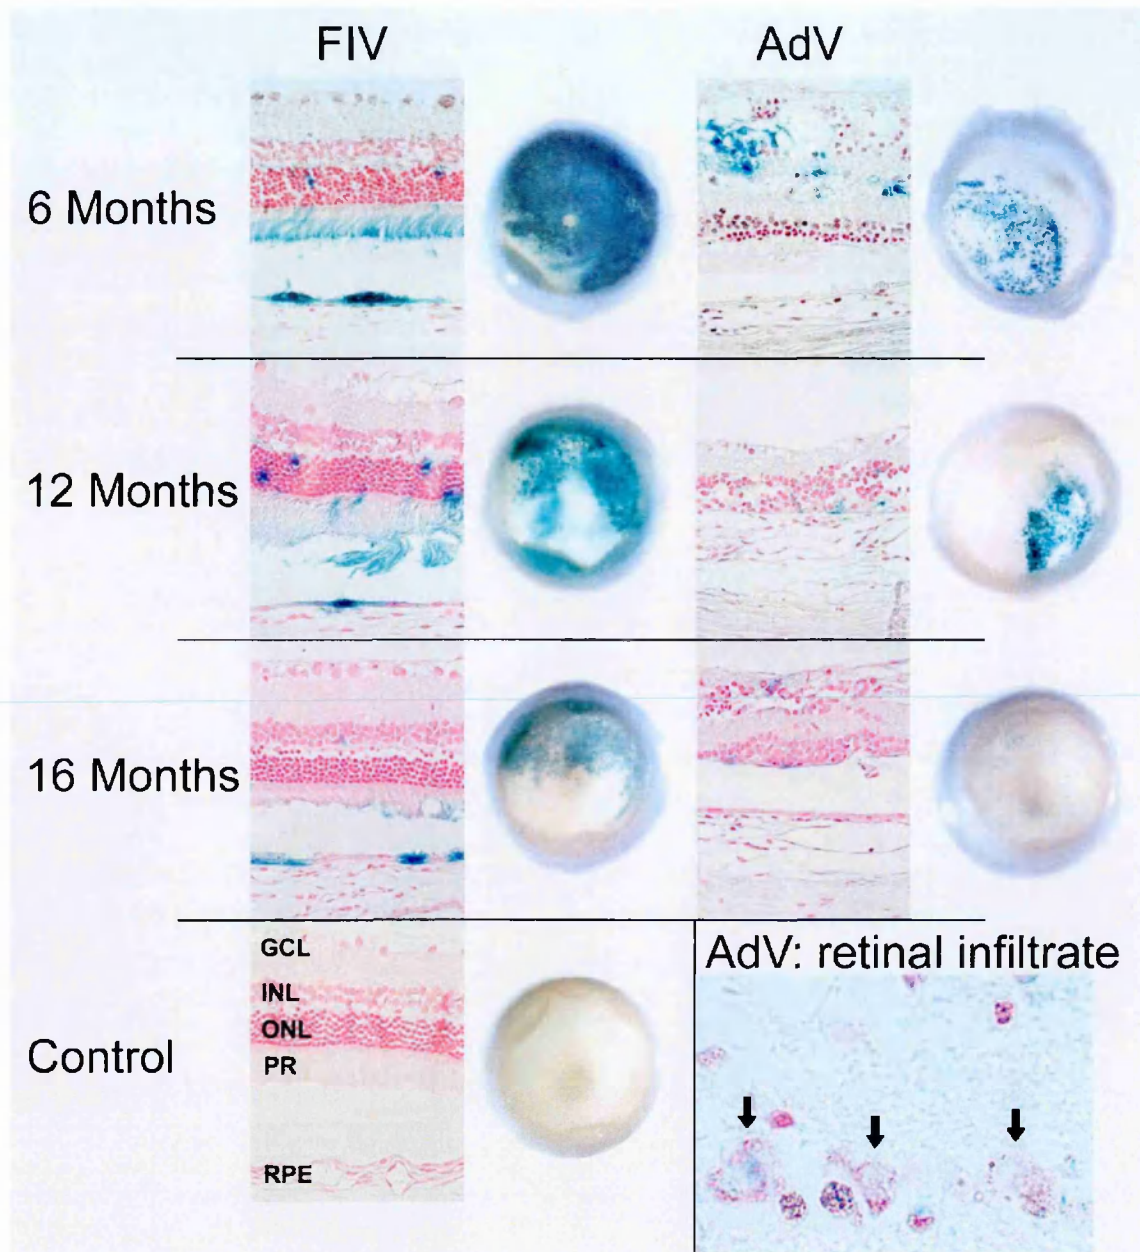 FIV
AdV
6 Months
12 Months
16 Months
Control
GCL
INL
ONL
PR
RPE
AdV: retinal infiltrate